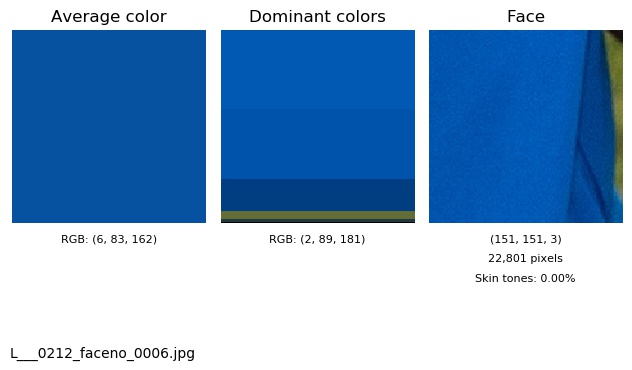 Average color
Dominant colors
Face
RGB: (6, 83, 162)
RGB: (2, 89, 181)
(151, 151, 3)
22,801 pixels
Skin tones: 0.00%
L___0212_faceno_0006.jpg